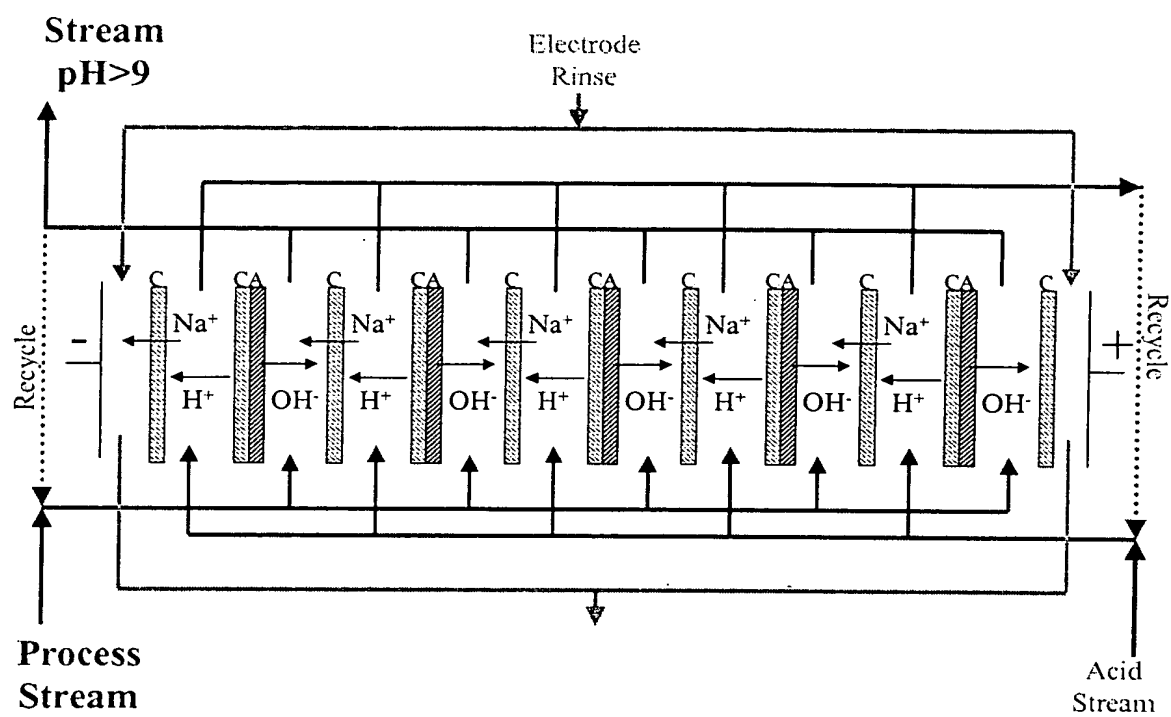 Stream
pH>9
Electrode
Rinse
C CA C CA C CA C CA C CA C
Na⁺ Na⁺ Na⁺ Na⁺ Na⁺
- +
Recycle
Recycle
H⁺ OH⁻ H⁺ OH⁻ H⁺ OH⁻ H⁺ OH⁻ H⁺ OH⁻
Process
Stream
Acid
Stream